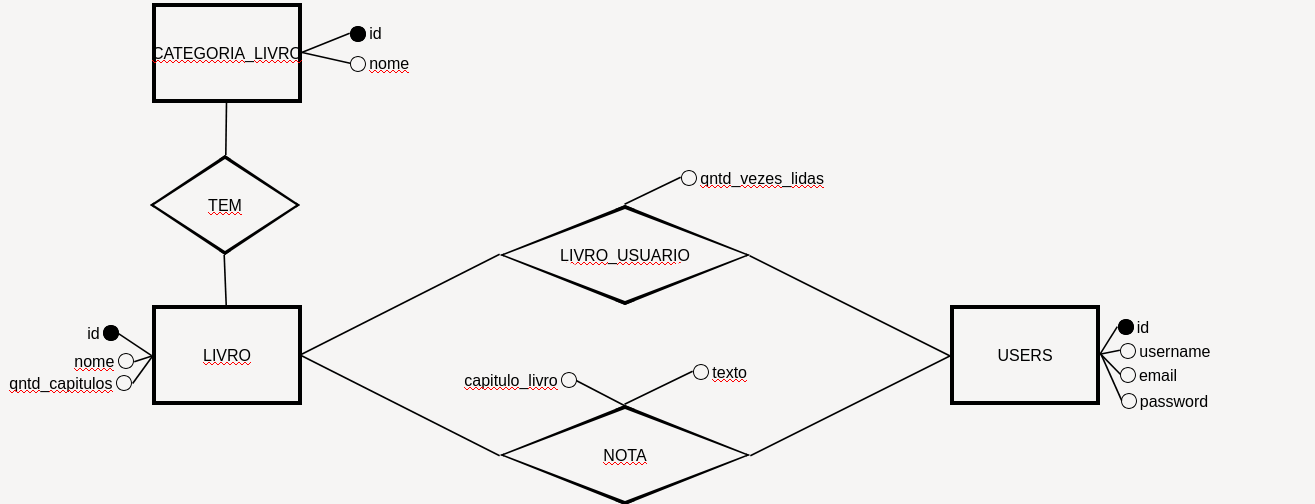 CATEGORIA_LIVRO
id
nome
TEM
qntd_vezes_lidas
LIVRO_USUARIO
id
nome
qntd_capitulos
LIVRO
capitulo_livro
texto
NOTA
USERS
id
username
email
password